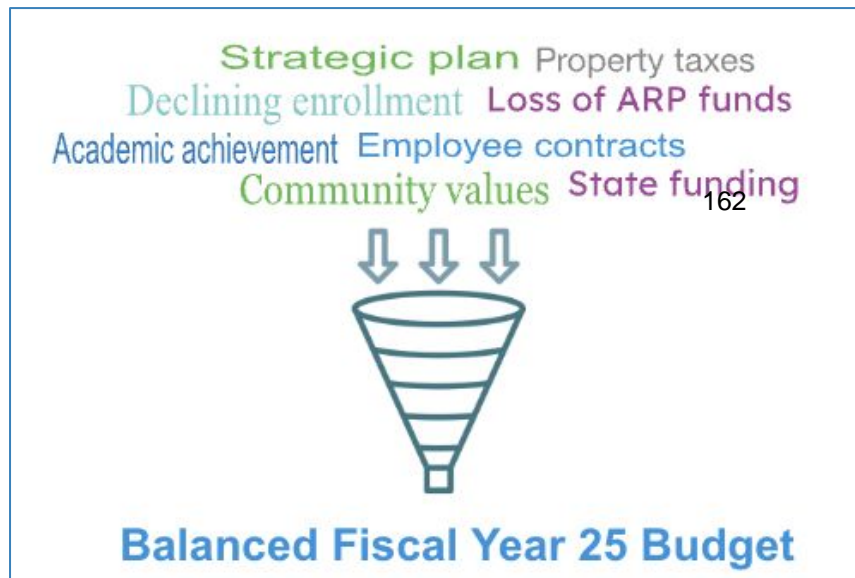 Strategic plan Property taxes
Declining enrollment Loss of ARP funds
Academic achievement Employee contracts
Community values State funding
162
Balanced Fiscal Year 25 Budget